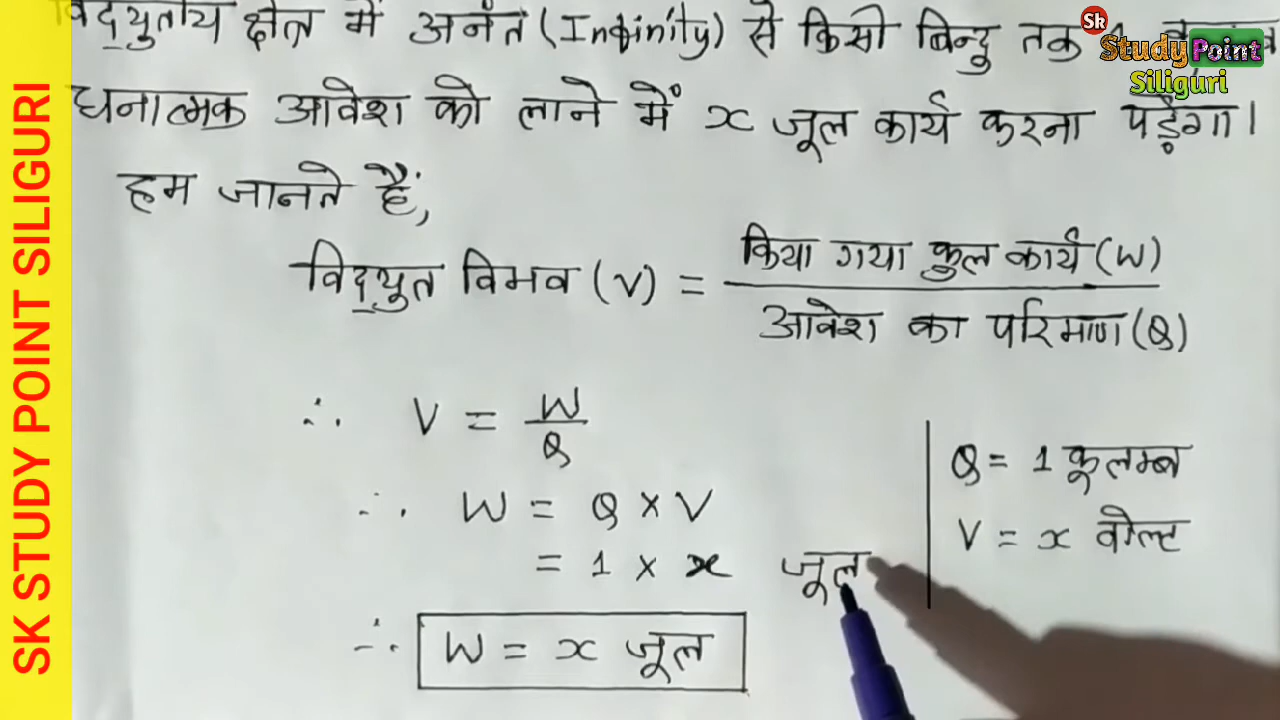 विद्‌युतीय क्षेत्र में अनंत (Infinity) से किसी बिन्दु तक
धनात्मक आवेश को लाने में x जूल कार्य करना पड़ेगा।
हम जानते हैं,
विद्‌युत विभव (V) = किया गया कुल कार्य (W)
आवेश का परिमाण (Q)
∴ V = W
Q
∴ W = Q × V
= 1 × x जूल
∴ W = x जूल
Q = 1 कूलम्ब
V = x वोल्ट
Sk
Study Point
Siliguri
SK STUDY POINT SILIGURI